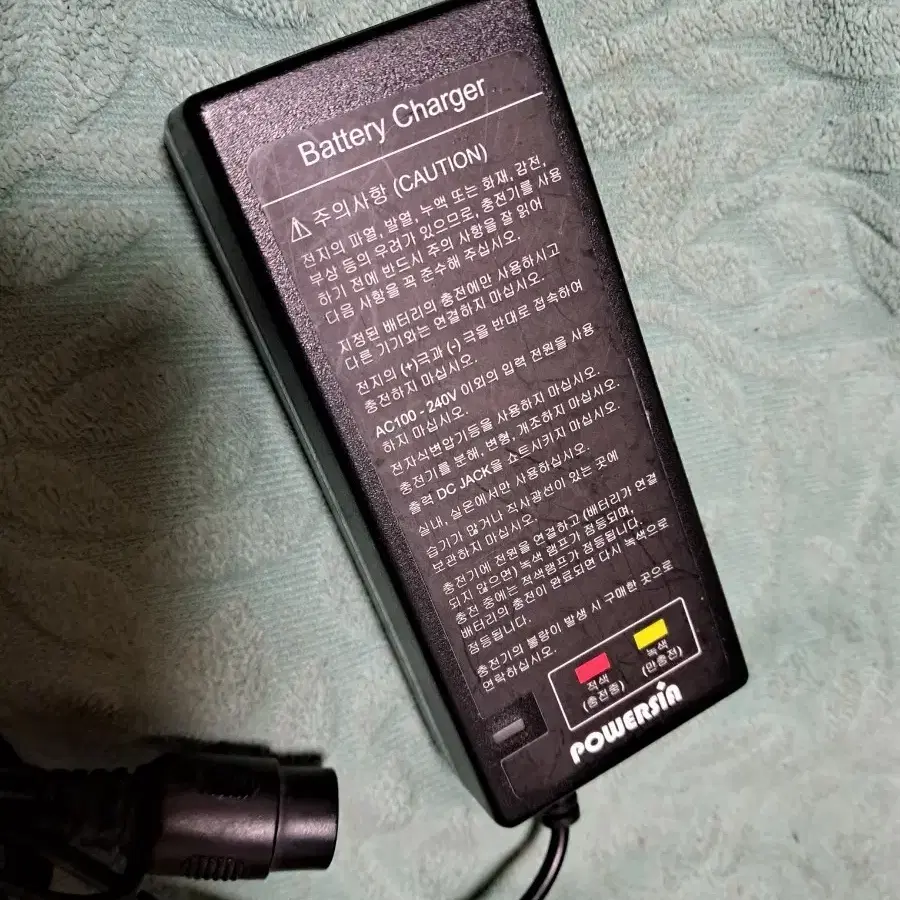 Battery Charger
⚠주의사항 (CAUTION)
전지의 파열, 발열, 누액 또는 화재, 감전,
부상 등의 우려가 있으므로, 충전기를 사용
하기 전에 반드시 주의 사항을 잘 읽어
다음 사항을 꼭 준수해 주십시오.
지정된 배터리의 충전에만 사용하시고
다른 기기와는 연결하지 마십시오.
전지의 (+)극과 (-) 극을 반대로 접속하여
충전하지 마십시오.
AC100 - 240V 이외의 입력 전원을 사용
하지 마십시오.
전자식변압기등을 사용하지 마십시오.
충전기를 분해, 변형, 개조하지 마십시오.
출력 DC JACK을 쇼트시키지 마십시오.
실내, 실온에서만 사용하십시오.
습기가 많거나 직사광선이 있는 곳에
보관하지 마십시오.
충전기에 전원을 연결하고 (배터리가 연결
되지 않으면) 녹색 램프가 점등되며,
충전 중에는 적색램프가 점등됩니다.
배터리의 충전이 완료되면 다시 녹색으로
점등됩니다.
충전기의 불량이 발생 시 구매한 곳으로
연락하십시오.
적색
(충전중)
녹색
(만충전)
POWERSIN